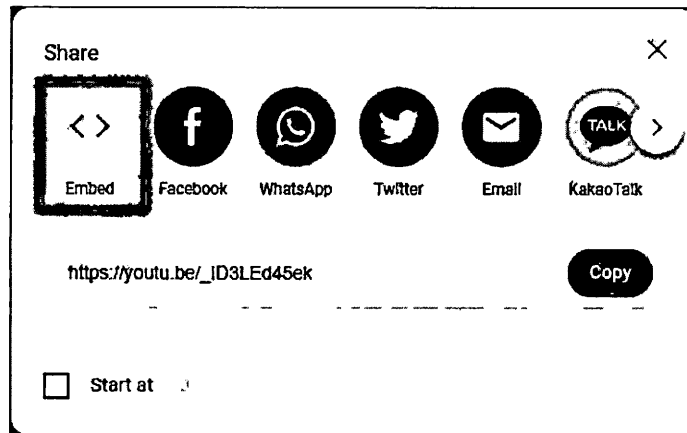 Share
Embed
Facebook
WhatsApp
Twitter
Email
TALK
KakaoTalk
https://youtu.be/_ID3LEd45ek
Copy
Start at